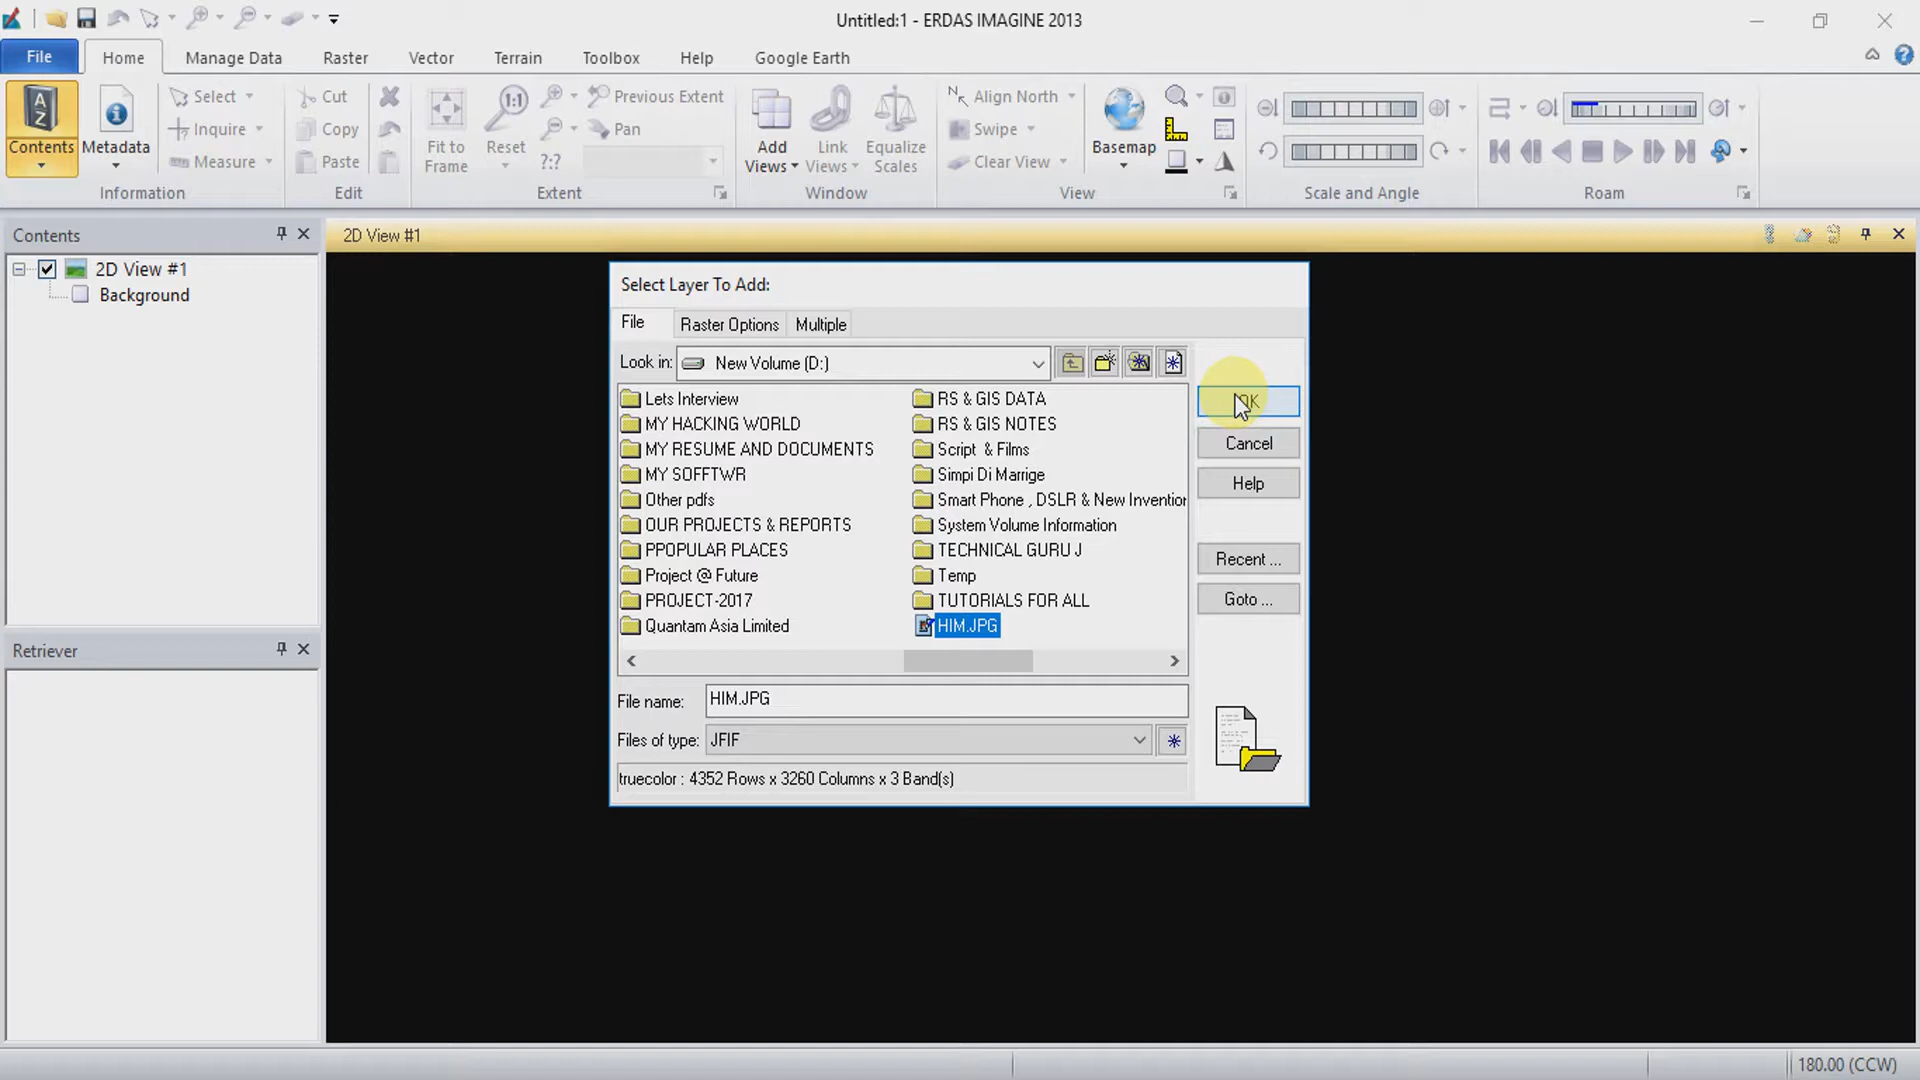 Untitled:1 - ERDAS IMAGINE 2013
File Home Manage Data Raster Vector Terrain Toolbox Help Google Earth
Contents
Metadata
Select
Inquire
Measure
Information
Cut
Copy
Paste
Edit
Fit to Frame
1:1
Reset
Previous Extent
Pan
?:?
Extent
Add Views
Link Views
Equalize Scales
Window
Align North
Swipe
Clear View
Basemap
View
Scale and Angle
Roam
Contents
2D View #1
Background
Retriever
2D View #1
Select Layer To Add:
File Raster Options Multiple
Look in: New Volume (D:)
Lets Interview
MY HACKING WORLD
MY RESUME AND DOCUMENTS
MY SOFFTWR
Other pdfs
OUR PROJECTS & REPORTS
PPOPULAR PLACES
Project @ Future
PROJECT-2017
Quantam Asia Limited
RS & GIS DATA
RS & GIS NOTES
Script & Films
Simpi Di Marrige
Smart Phone , DSLR & New Invention
System Volume Information
TECHNICAL GURU J
Temp
TUTORIALS FOR ALL
HIM.JPG
File name: HIM.JPG
Files of type: JFIF
truecolor : 4352 Rows x 3260 Columns x 3 Band(s)
OK
Cancel
Help
Recent ...
Goto ...
180.00 (CCW)